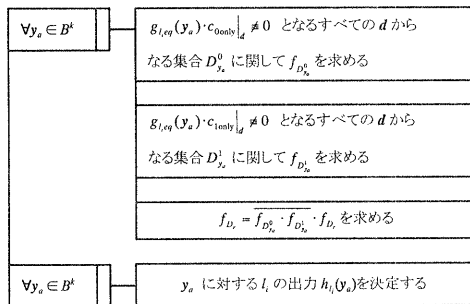 ∀y_a ∈ B^k
g_{l,eq}(y_a)·c_{0only}|_d ≢ 0 となるすべての d から
なる集合 D^0_{y_a} に関して f_{D^0_{y_a}} を求める
g_{l,eq}(y_a)·c_{1only}|_d ≢ 0 となるすべての d から
なる集合 D^1_{y_a} に関して f_{D^1_{y_a}} を求める
f_{D_r} = \overline{f_{D^0_{y_a}} · f_{D^1_{y_a}}} · f_{D_r} を求める
∀y_a ∈ B^k
y_a に対する l_i の出力 h_{l_i}(y_a)を決定する